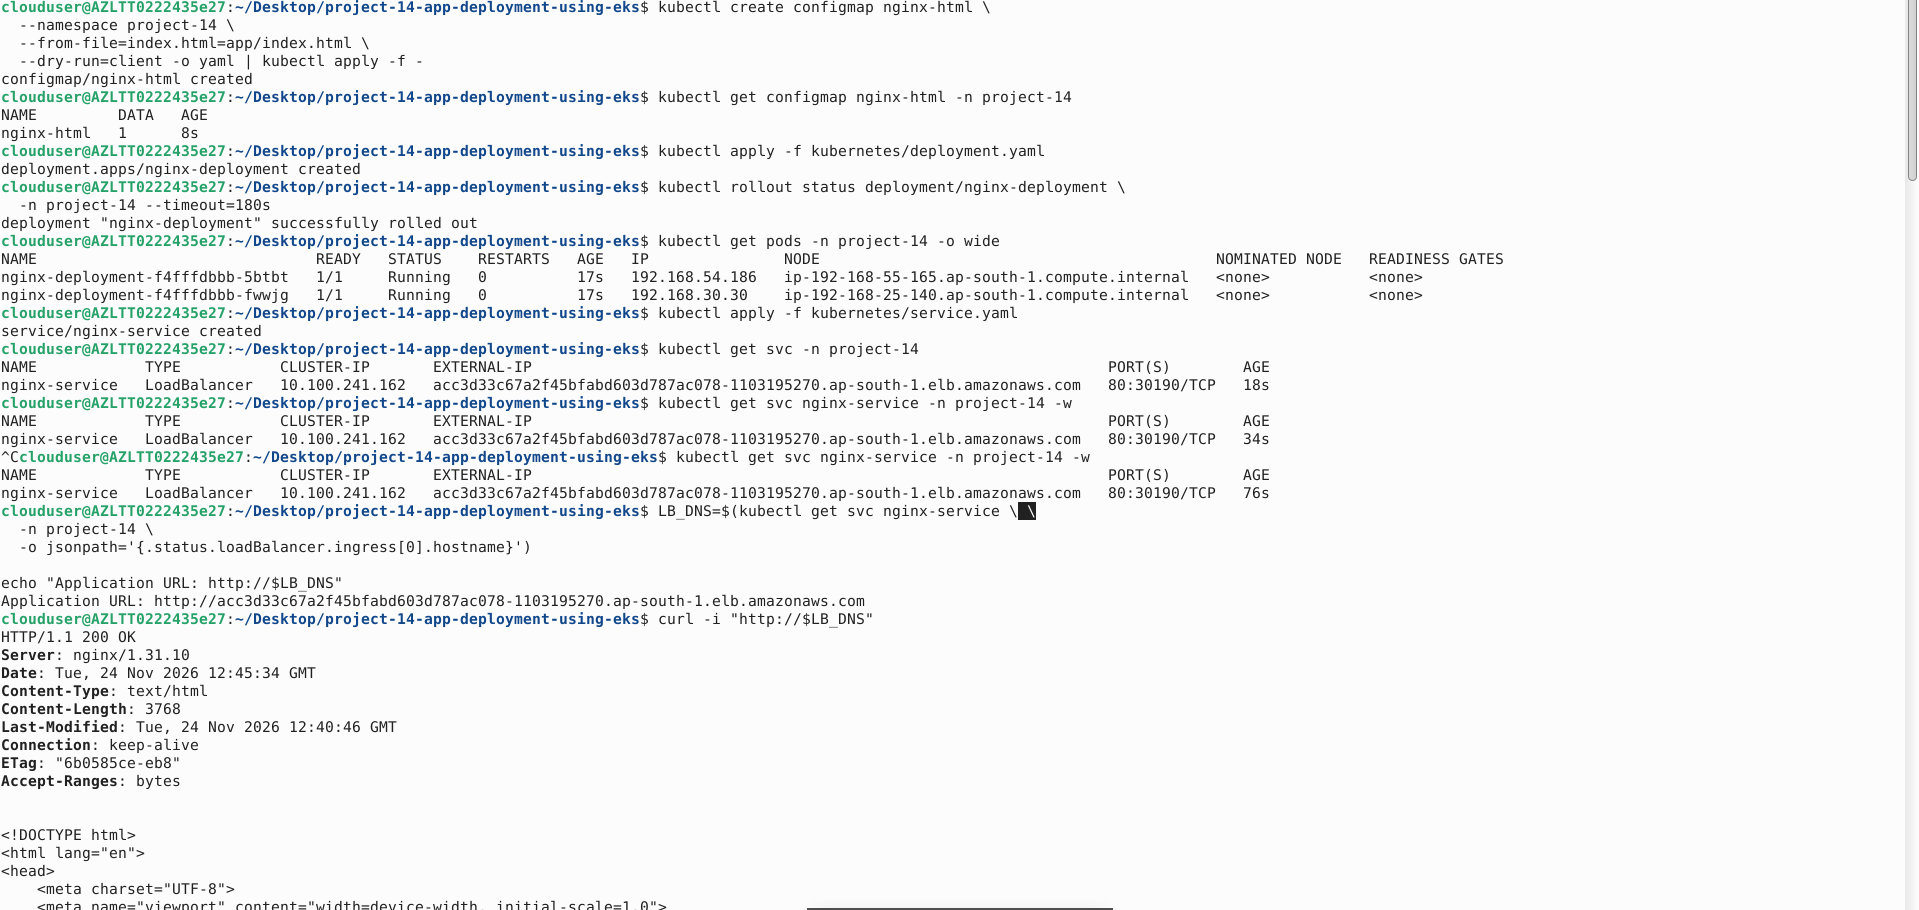 clouduser@AZLTT0222435e27:~/Desktop/project-14-app-deployment-using-eks$ kubectl create configmap nginx-html \
  --namespace project-14 \
  --from-file=index.html=app/index.html \
  --dry-run=client -o yaml | kubectl apply -f -
configmap/nginx-html created
clouduser@AZLTT0222435e27:~/Desktop/project-14-app-deployment-using-eks$ kubectl get configmap nginx-html -n project-14
NAME         DATA   AGE
nginx-html   1      8s
clouduser@AZLTT0222435e27:~/Desktop/project-14-app-deployment-using-eks$ kubectl apply -f kubernetes/deployment.yaml
deployment.apps/nginx-deployment created
clouduser@AZLTT0222435e27:~/Desktop/project-14-app-deployment-using-eks$ kubectl rollout status deployment/nginx-deployment \
  -n project-14 --timeout=180s
deployment "nginx-deployment" successfully rolled out
clouduser@AZLTT0222435e27:~/Desktop/project-14-app-deployment-using-eks$ kubectl get pods -n project-14 -o wide
NAME                               READY   STATUS    RESTARTS   AGE   IP               NODE                                            NOMINATED NODE   READINESS GATES
nginx-deployment-f4fffdbbb-5btbt   1/1     Running   0          17s   192.168.54.186   ip-192-168-55-165.ap-south-1.compute.internal   <none>           <none>
nginx-deployment-f4fffdbbb-fwwjg   1/1     Running   0          17s   192.168.30.30    ip-192-168-25-140.ap-south-1.compute.internal   <none>           <none>
clouduser@AZLTT0222435e27:~/Desktop/project-14-app-deployment-using-eks$ kubectl apply -f kubernetes/service.yaml
service/nginx-service created
clouduser@AZLTT0222435e27:~/Desktop/project-14-app-deployment-using-eks$ kubectl get svc -n project-14
NAME            TYPE           CLUSTER-IP       EXTERNAL-IP                                                                PORT(S)        AGE
nginx-service   LoadBalancer   10.100.241.162   acc3d33c67a2f45bfabd603d787ac078-1103195270.ap-south-1.elb.amazonaws.com   80:30190/TCP   18s
clouduser@AZLTT0222435e27:~/Desktop/project-14-app-deployment-using-eks$ kubectl get svc nginx-service -n project-14 -w
NAME            TYPE           CLUSTER-IP       EXTERNAL-IP                                                                PORT(S)        AGE
nginx-service   LoadBalancer   10.100.241.162   acc3d33c67a2f45bfabd603d787ac078-1103195270.ap-south-1.elb.amazonaws.com   80:30190/TCP   34s
^Cclouduser@AZLTT0222435e27:~/Desktop/project-14-app-deployment-using-eks$ kubectl get svc nginx-service -n project-14 -w
NAME            TYPE           CLUSTER-IP       EXTERNAL-IP                                                                PORT(S)        AGE
nginx-service   LoadBalancer   10.100.241.162   acc3d33c67a2f45bfabd603d787ac078-1103195270.ap-south-1.elb.amazonaws.com   80:30190/TCP   76s
clouduser@AZLTT0222435e27:~/Desktop/project-14-app-deployment-using-eks$ LB_DNS=$(kubectl get svc nginx-service \ \
  -n project-14 \
  -o jsonpath='{.status.loadBalancer.ingress[0].hostname}')

echo "Application URL: http://$LB_DNS"
Application URL: http://acc3d33c67a2f45bfabd603d787ac078-1103195270.ap-south-1.elb.amazonaws.com
clouduser@AZLTT0222435e27:~/Desktop/project-14-app-deployment-using-eks$ curl -i "http://$LB_DNS"
HTTP/1.1 200 OK
Server: nginx/1.31.10
Date: Tue, 24 Nov 2026 12:45:34 GMT
Content-Type: text/html
Content-Length: 3768
Last-Modified: Tue, 24 Nov 2026 12:40:46 GMT
Connection: keep-alive
ETag: "6b0585ce-eb8"
Accept-Ranges: bytes

<!DOCTYPE html>
<html lang="en">
<head>
    <meta charset="UTF-8">
    <meta name="viewport" content="width=device-width, initial-scale=1.0">